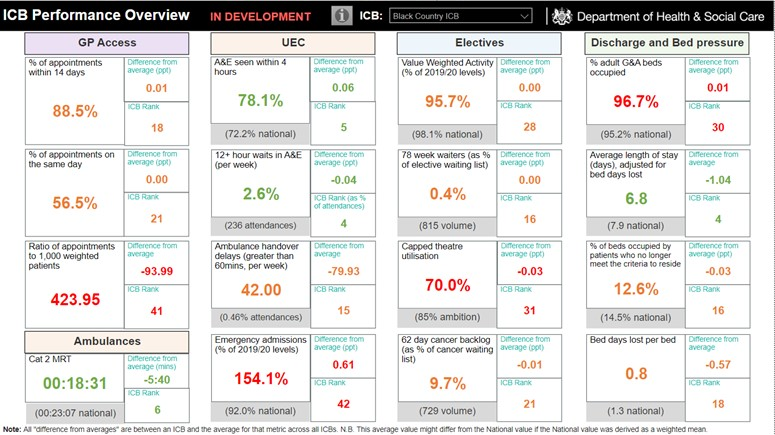 ICB Performance Overview
IN DEVELOPMENT
i
ICB:
Black Country ICB
Department of Health & Social Care
GP Access
% of appointments
within 14 days
88.5%
Difference from
average (ppt)
0.01
ICB Rank
18
% of appointments on
the same day
56.5%
Difference from
average (ppt)
0.00
ICB Rank
21
Ratio of appointments
to 1,000 weighted
patients
423.95
Difference from
average
-93.99
ICB Rank
41
Ambulances
Cat 2 MRT
00:18:31
(00:23:07 national)
Difference from
average (mins)
-5:40
ICB Rank
6
UEC
A&E seen within 4
hours
78.1%
(72.2% national)
Difference from
average (ppt)
0.06
ICB Rank
5
12+ hour waits in A&E
(per week)
2.6%
(236 attendances)
Difference from
average (ppt)
-0.04
ICB Rank (as %
of attendances)
4
Ambulance handover
delays (greater than
60mins, per week)
42.00
(0.46% attendances)
Difference from
average
-79.93
ICB Rank
15
Emergency admissions
(% of 2019/20 levels)
154.1%
(92.0% national)
Difference from
average (ppt)
0.61
ICB Rank
42
Electives
Value Weighted Activity
(% of 2019/20 levels)
95.7%
(98.1% national)
Difference from
average (ppt)
0.00
ICB Rank
28
78 week waiters (as %
of elective waiting list)
0.4%
(815 volume)
Difference from
average (ppt)
0.00
ICB Rank
16
Capped theatre
utilisation
70.0%
(85% ambition)
Difference from
average (ppt)
-0.03
ICB Rank
31
62 day cancer backlog
(as % of cancer waiting
list)
9.7%
(729 volume)
Difference from
average (ppt)
-0.01
ICB Rank
21
Discharge and Bed pressure
% adult G&A beds
occupied
96.7%
(95.2% national)
Difference from
average (ppt)
0.01
ICB Rank
30
Average length of stay
(days), adjusted for
bed days lost
6.8
(7.9 national)
Difference from
average (ppt)
-1.04
ICB Rank
4
% of beds occupied by
patients who no longer
meet the criteria to reside
12.6%
(14.5% national)
Difference from
average (ppt)
-0.03
ICB Rank
16
Bed days lost per bed
0.8
(1.3 national)
Difference from
average (ppt)
-0.57
ICB Rank
18
Note: All "difference from averages" are between an ICB and the average for that metric across all ICBs. N.B. This average value might differ from the National value if the National value was derived as a weighted mean.